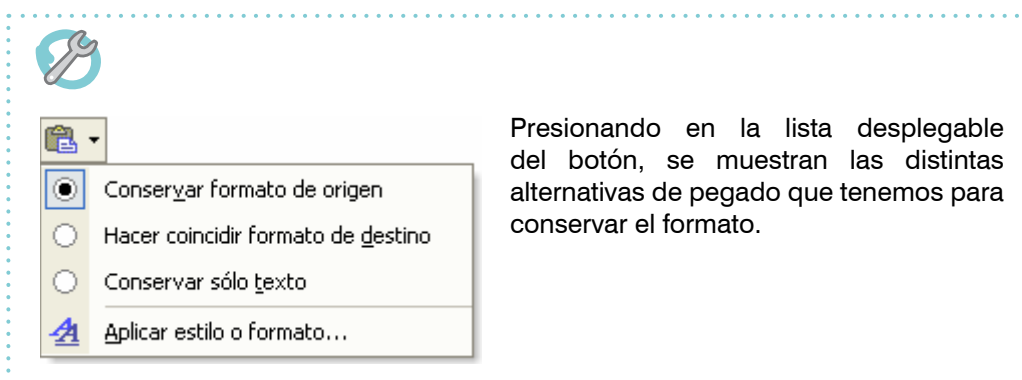 Conservar formato de origen
Hacer coincidir formato de destino
Conservar sólo texto
Aplicar estilo o formato...
Presionando en la lista desplegable
del botón, se muestran las distintas
alternativas de pegado que tenemos para
conservar el formato.